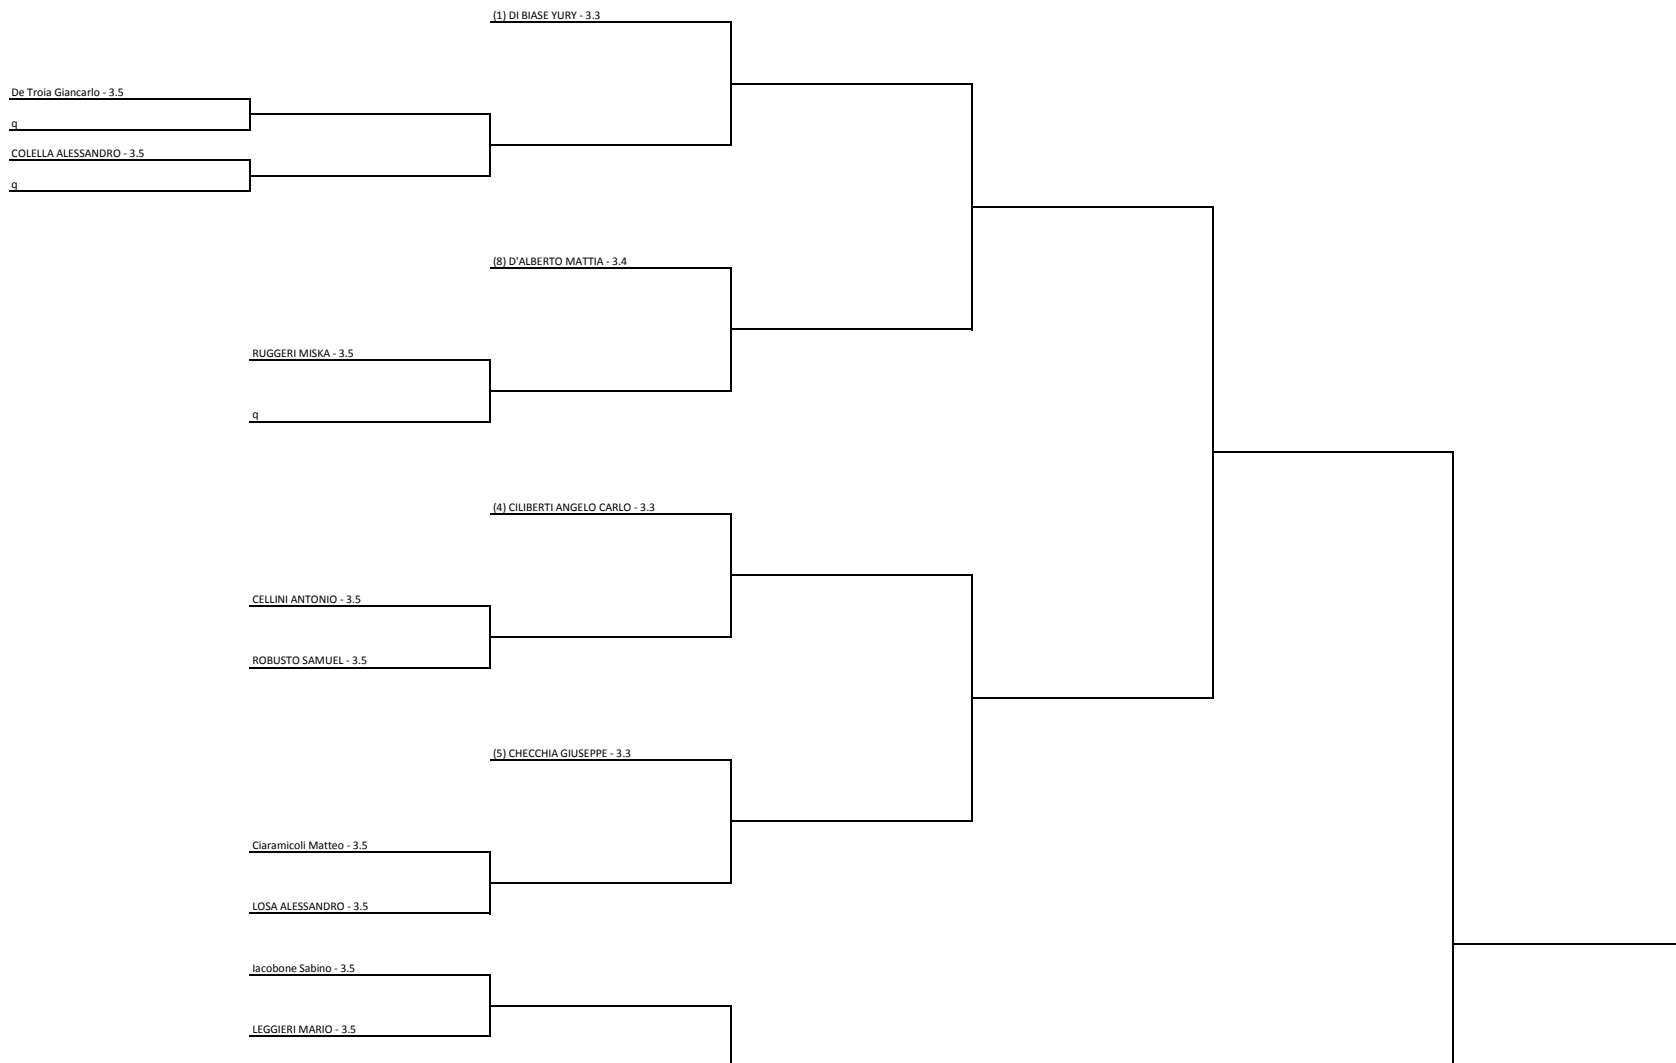 (1) DI BIASE YURY - 3.3
De Troia Giancarlo - 3.5
q
COLELLA ALESSANDRO - 3.5
q
(8) D'ALBERTO MATTIA - 3.4
RUGGERI MISKA - 3.5
q
(4) CILIBERTI ANGELO CARLO - 3.3
CELLINI ANTONIO - 3.5
ROBUSTO SAMUEL - 3.5
(5) CHECCHIA GIUSEPPE - 3.3
Ciaramicoli Matteo - 3.5
LOSA ALESSANDRO - 3.5
Iacobone Sabino - 3.5
LEGGIERI MARIO - 3.5